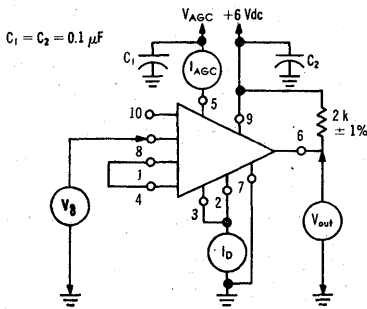 V_AGC +6 Vdc
C₁ = C₂ = 0.1 µF
C₁
I_AGC
C₂
5
10
9
2 k
± 1%
6
8
1
4
7
2
3
V₈
I_D
V_out